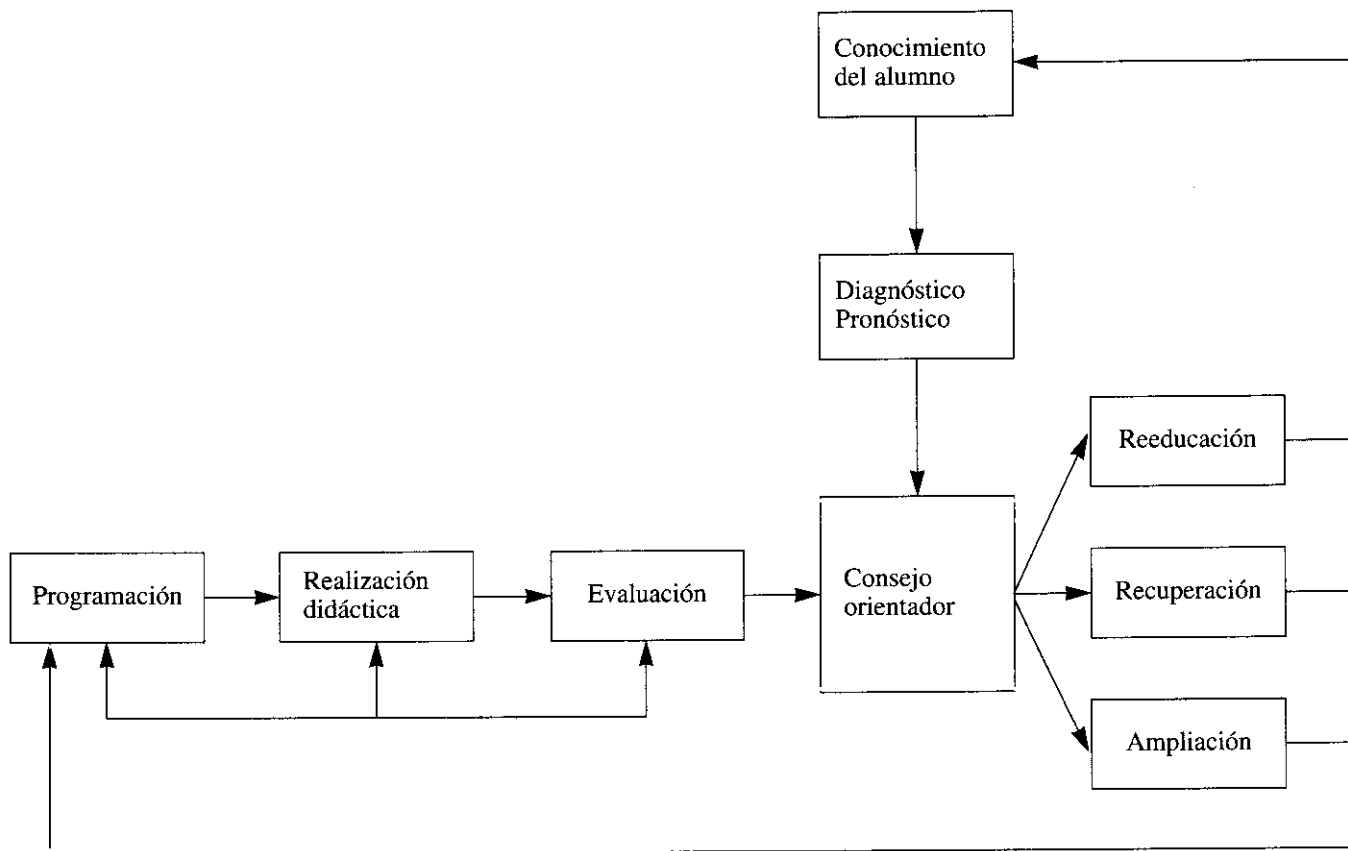 Conocimiento
del alumno
Diagnóstico
Pronóstico
Reeducación
Programación
Realización
didáctica
Evaluación
Consejo
orientador
Recuperación
Ampliación